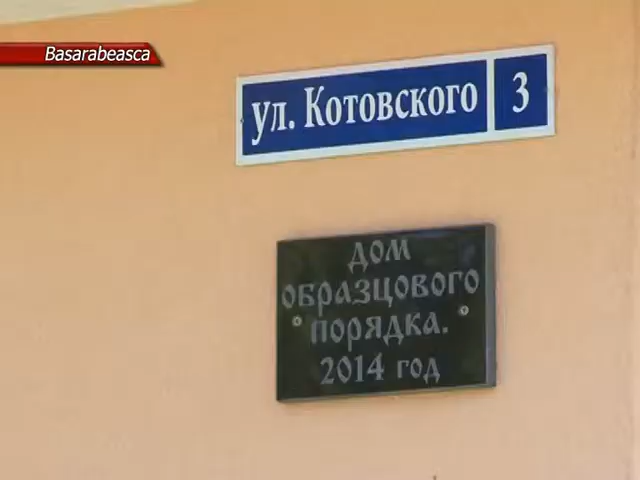 Basarabeasca
ул. Котовского 3
ДОМ
ОБРАЗЦОВОГО
ПОРЯДКА.
2014 год